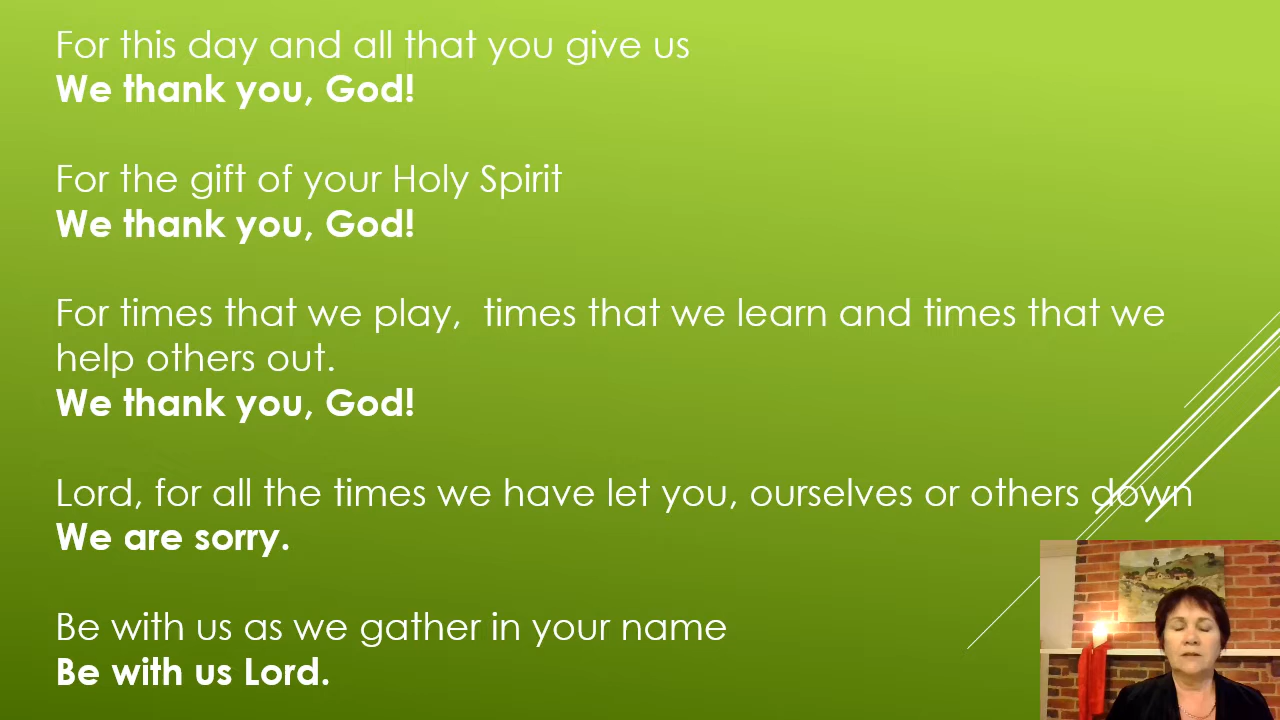 For this day and all that you give us
We thank you, God!
For the gift of your Holy Spirit
We thank you, God!
For times that we play,  times that we learn and times that we
help others out.
We thank you, God!
Lord, for all the times we have let you, ourselves or others down
We are sorry.
Be with us as we gather in your name
Be with us Lord.